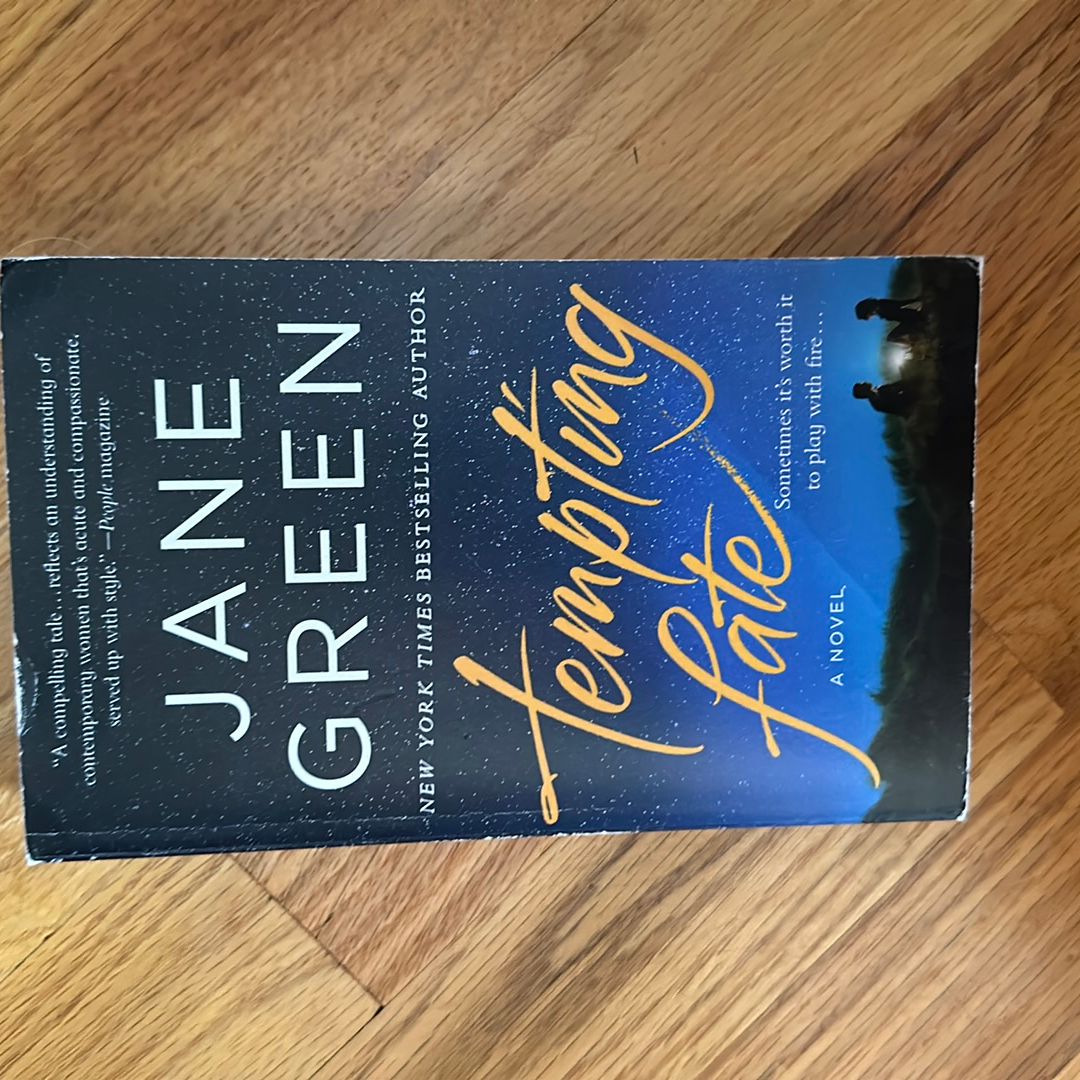 "A compelling tale...reflects an understanding of
contemporary women that's acute and compassionate,
served up with style." —People magazine
JANE
GREEN
NEW YORK TIMES BESTSELLING AUTHOR
tempting
fate
Sometimes it's worth it
to play with fire...
A NOVEL